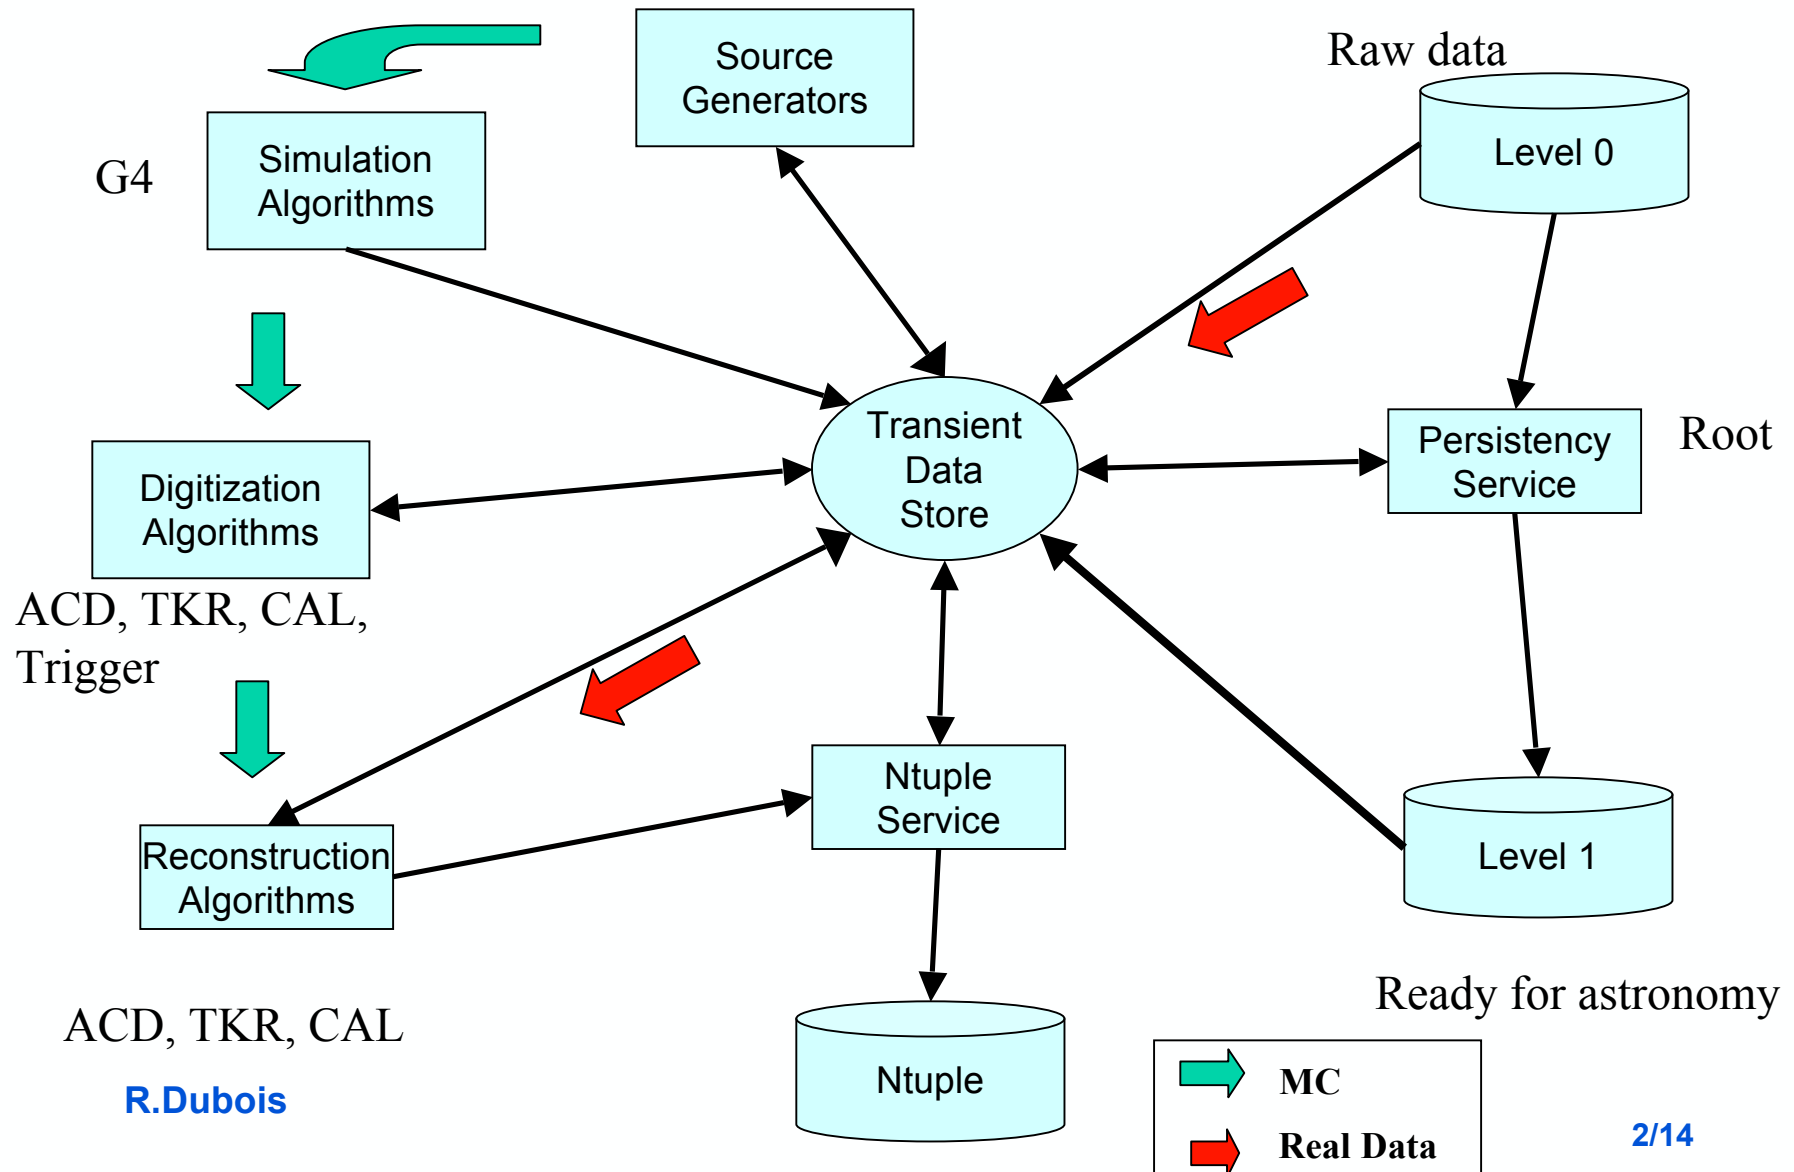 Source
Generators
Raw data
Level 0
G4
Simulation
Algorithms
Transient
Data
Store
Persistency
Service
Root
Digitization
Algorithms
ACD, TKR, CAL,
Trigger
Ntuple
Service
Reconstruction
Algorithms
Level 1
Ready for astronomy
ACD, TKR, CAL
Ntuple
MC
Real Data
R.Dubois
2/14